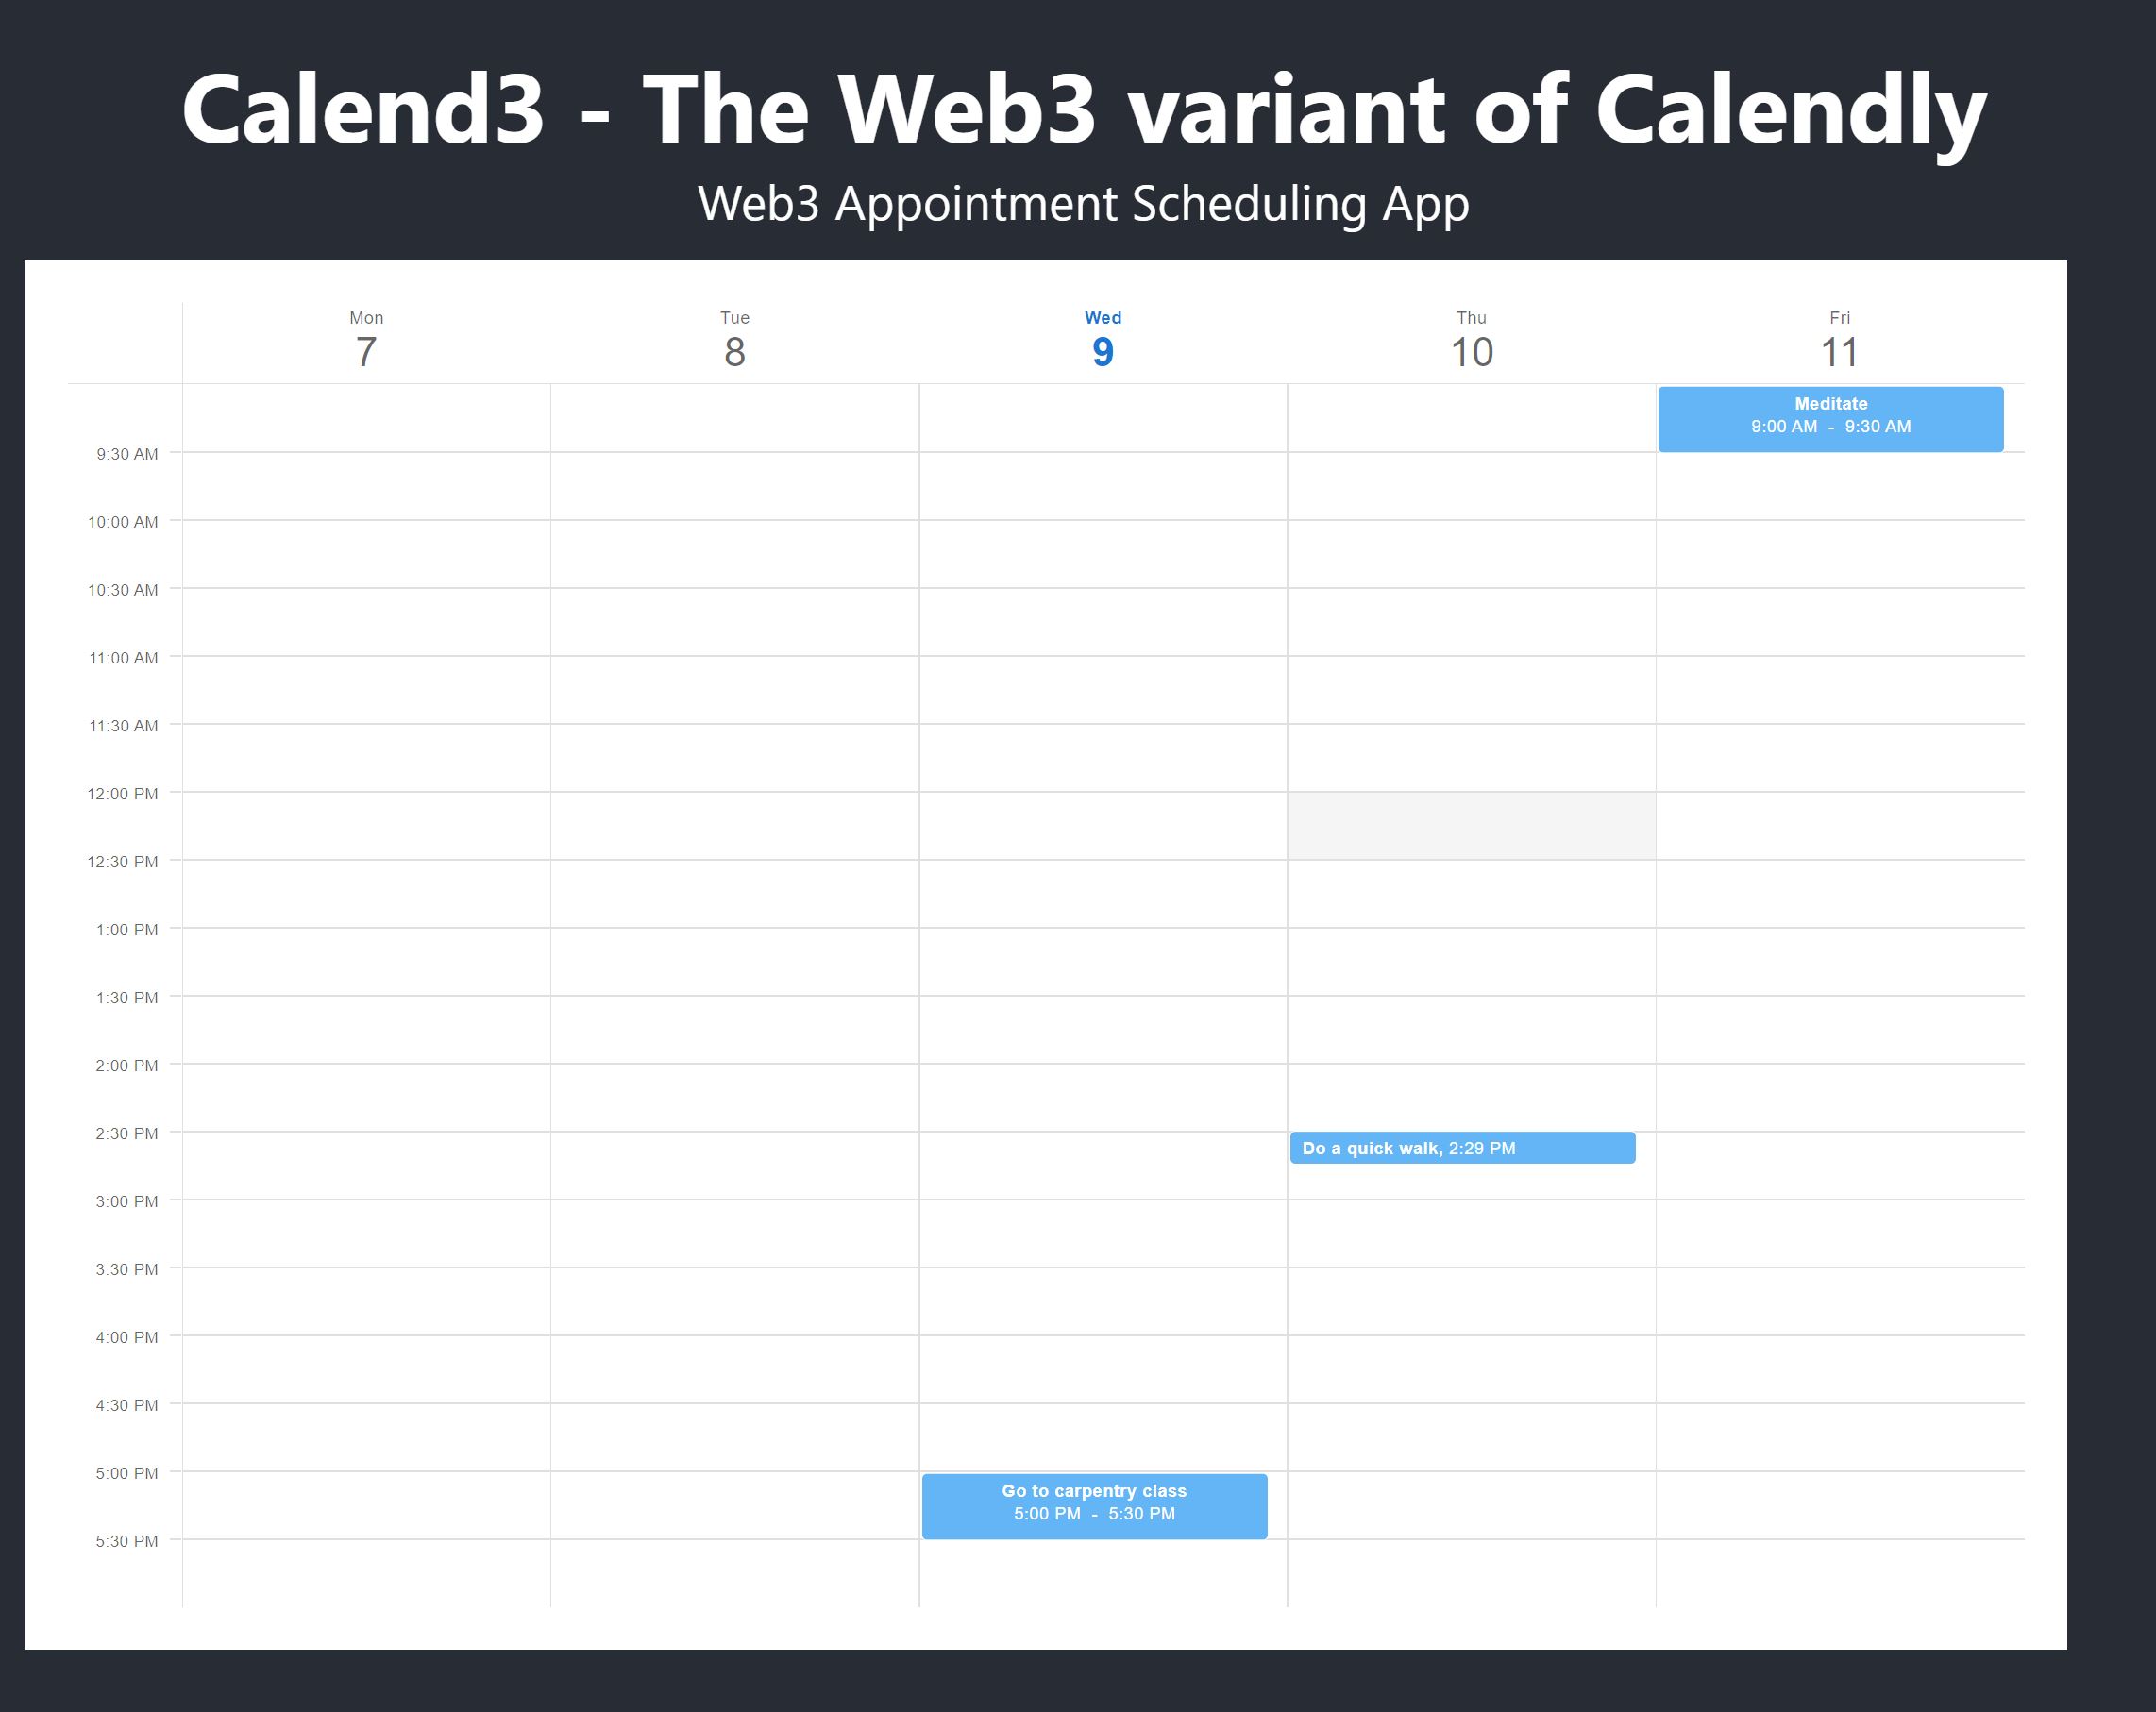 Calend3 - The Web3 variant of Calendly
Web3 Appointment Scheduling App
Mon
7
Tue
8
Wed
9
Thu
10
Fri
11
Meditate
9:00 AM - 9:30 AM
9:30 AM
10:00 AM
10:30 AM
11:00 AM
11:30 AM
12:00 PM
12:30 PM
1:00 PM
1:30 PM
2:00 PM
2:30 PM
Do a quick walk, 2:29 PM
3:00 PM
3:30 PM
4:00 PM
4:30 PM
5:00 PM
Go to carpentry class
5:00 PM - 5:30 PM
5:30 PM